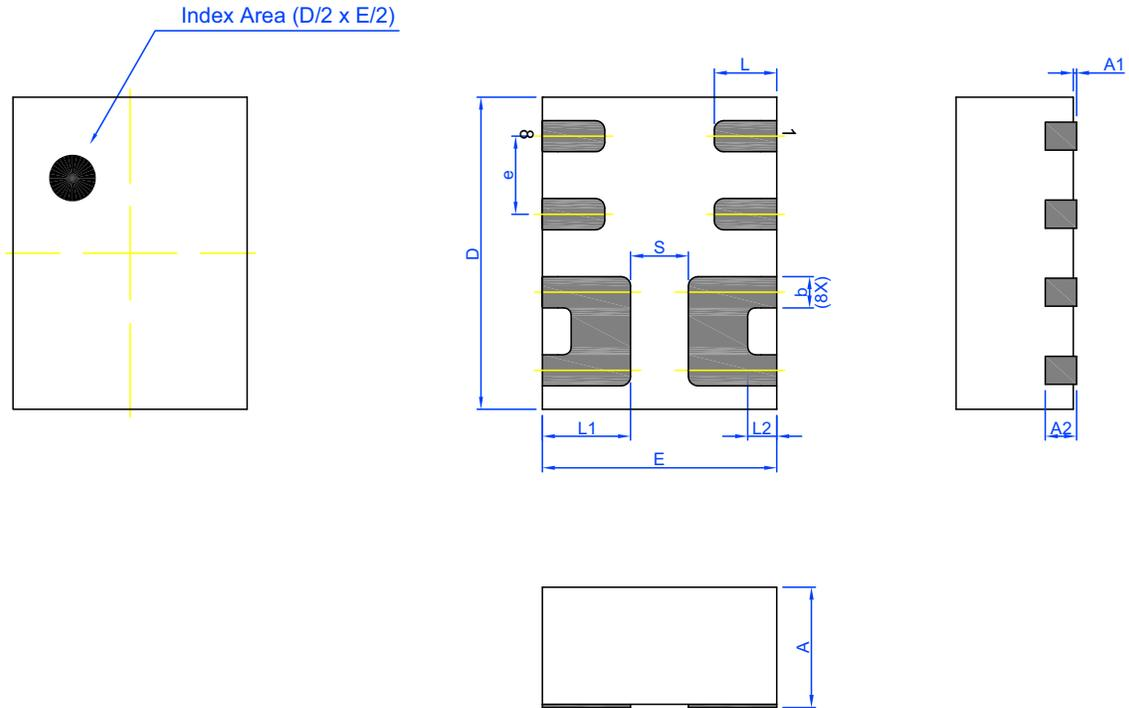 Index Area (D/2 x E/2)
L
A1
8
1
e
D
S
b
(8X)
L1
L2
A2
E
A